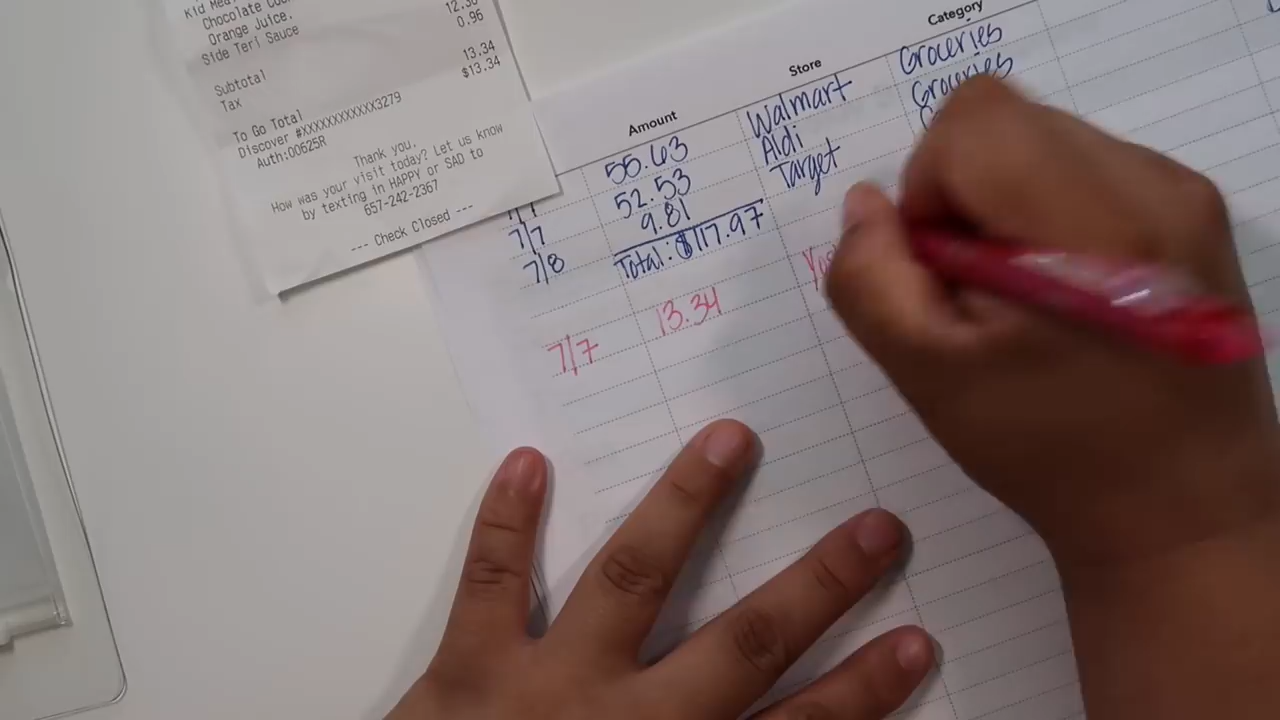 Kid Mea
Chocolate
Orange Juice.
Side Teri Sauce
Subtotal
Tax 0.96
To Go Total 13.34
Discover #XXXXXXXXXXXX3279 $13.34
Auth:00625R
Thank you.
How was your visit today? Let us know
by texting in HAPPY or SAD to
657-242-2367
--- Check Closed ---
Amount Store Category
55.63 Walmart Groceries
7/7 52.53 Aldi Groceries
7/8 9.81 Target
Total: $117.97
7/7 13.34